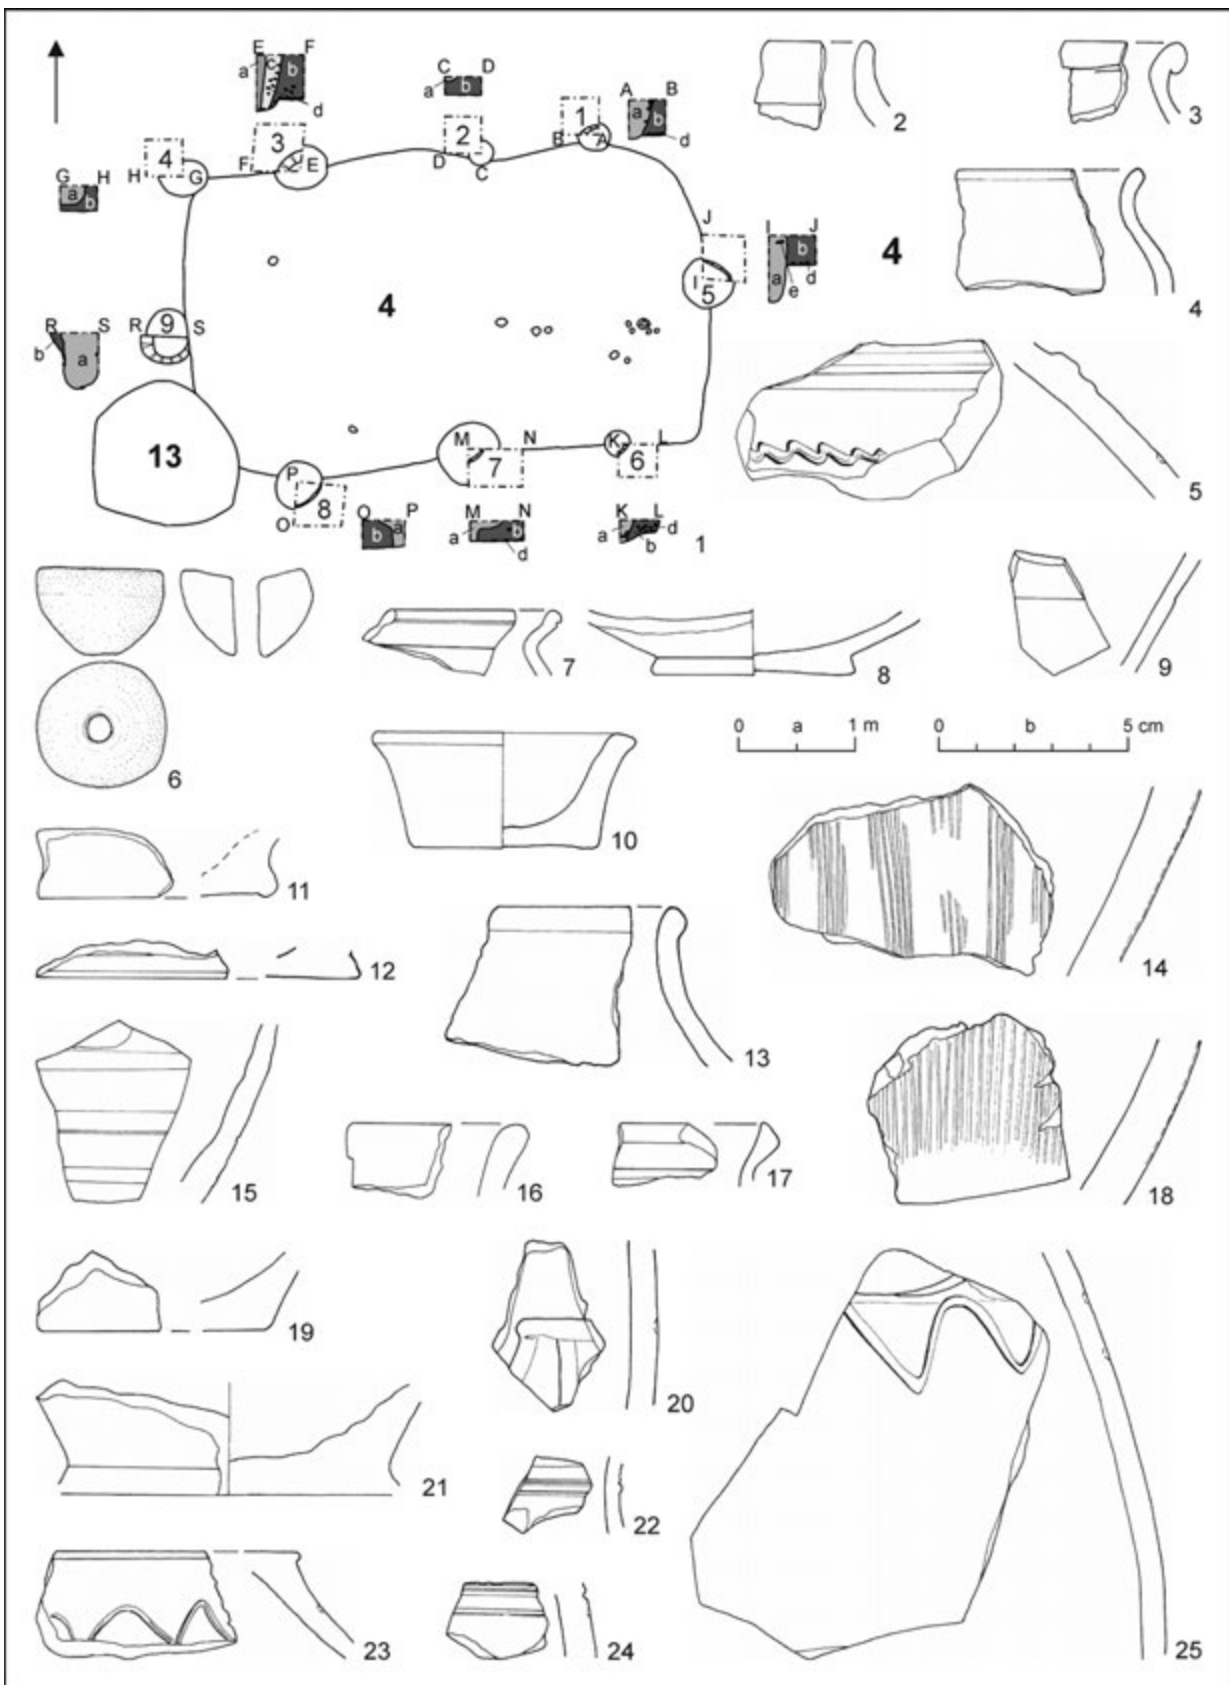 E F
a c b
d
C D
a b
A B
a b
d
1
B A
2
D C
3
F E
4
H G
G H
a b
J
I
5
I J
b
a
d
e
4
4
R 9 S
R S
b a
13
M N
7
K L
6
P
8
O
O P
b a
M N
a b
d
K L
a d
b
1
2
3
4
5
6
7
8
9
0 a 1 m
0 b 5 cm
10
11
12
13
14
15
16
17
18
19
20
21
22
23
24
25